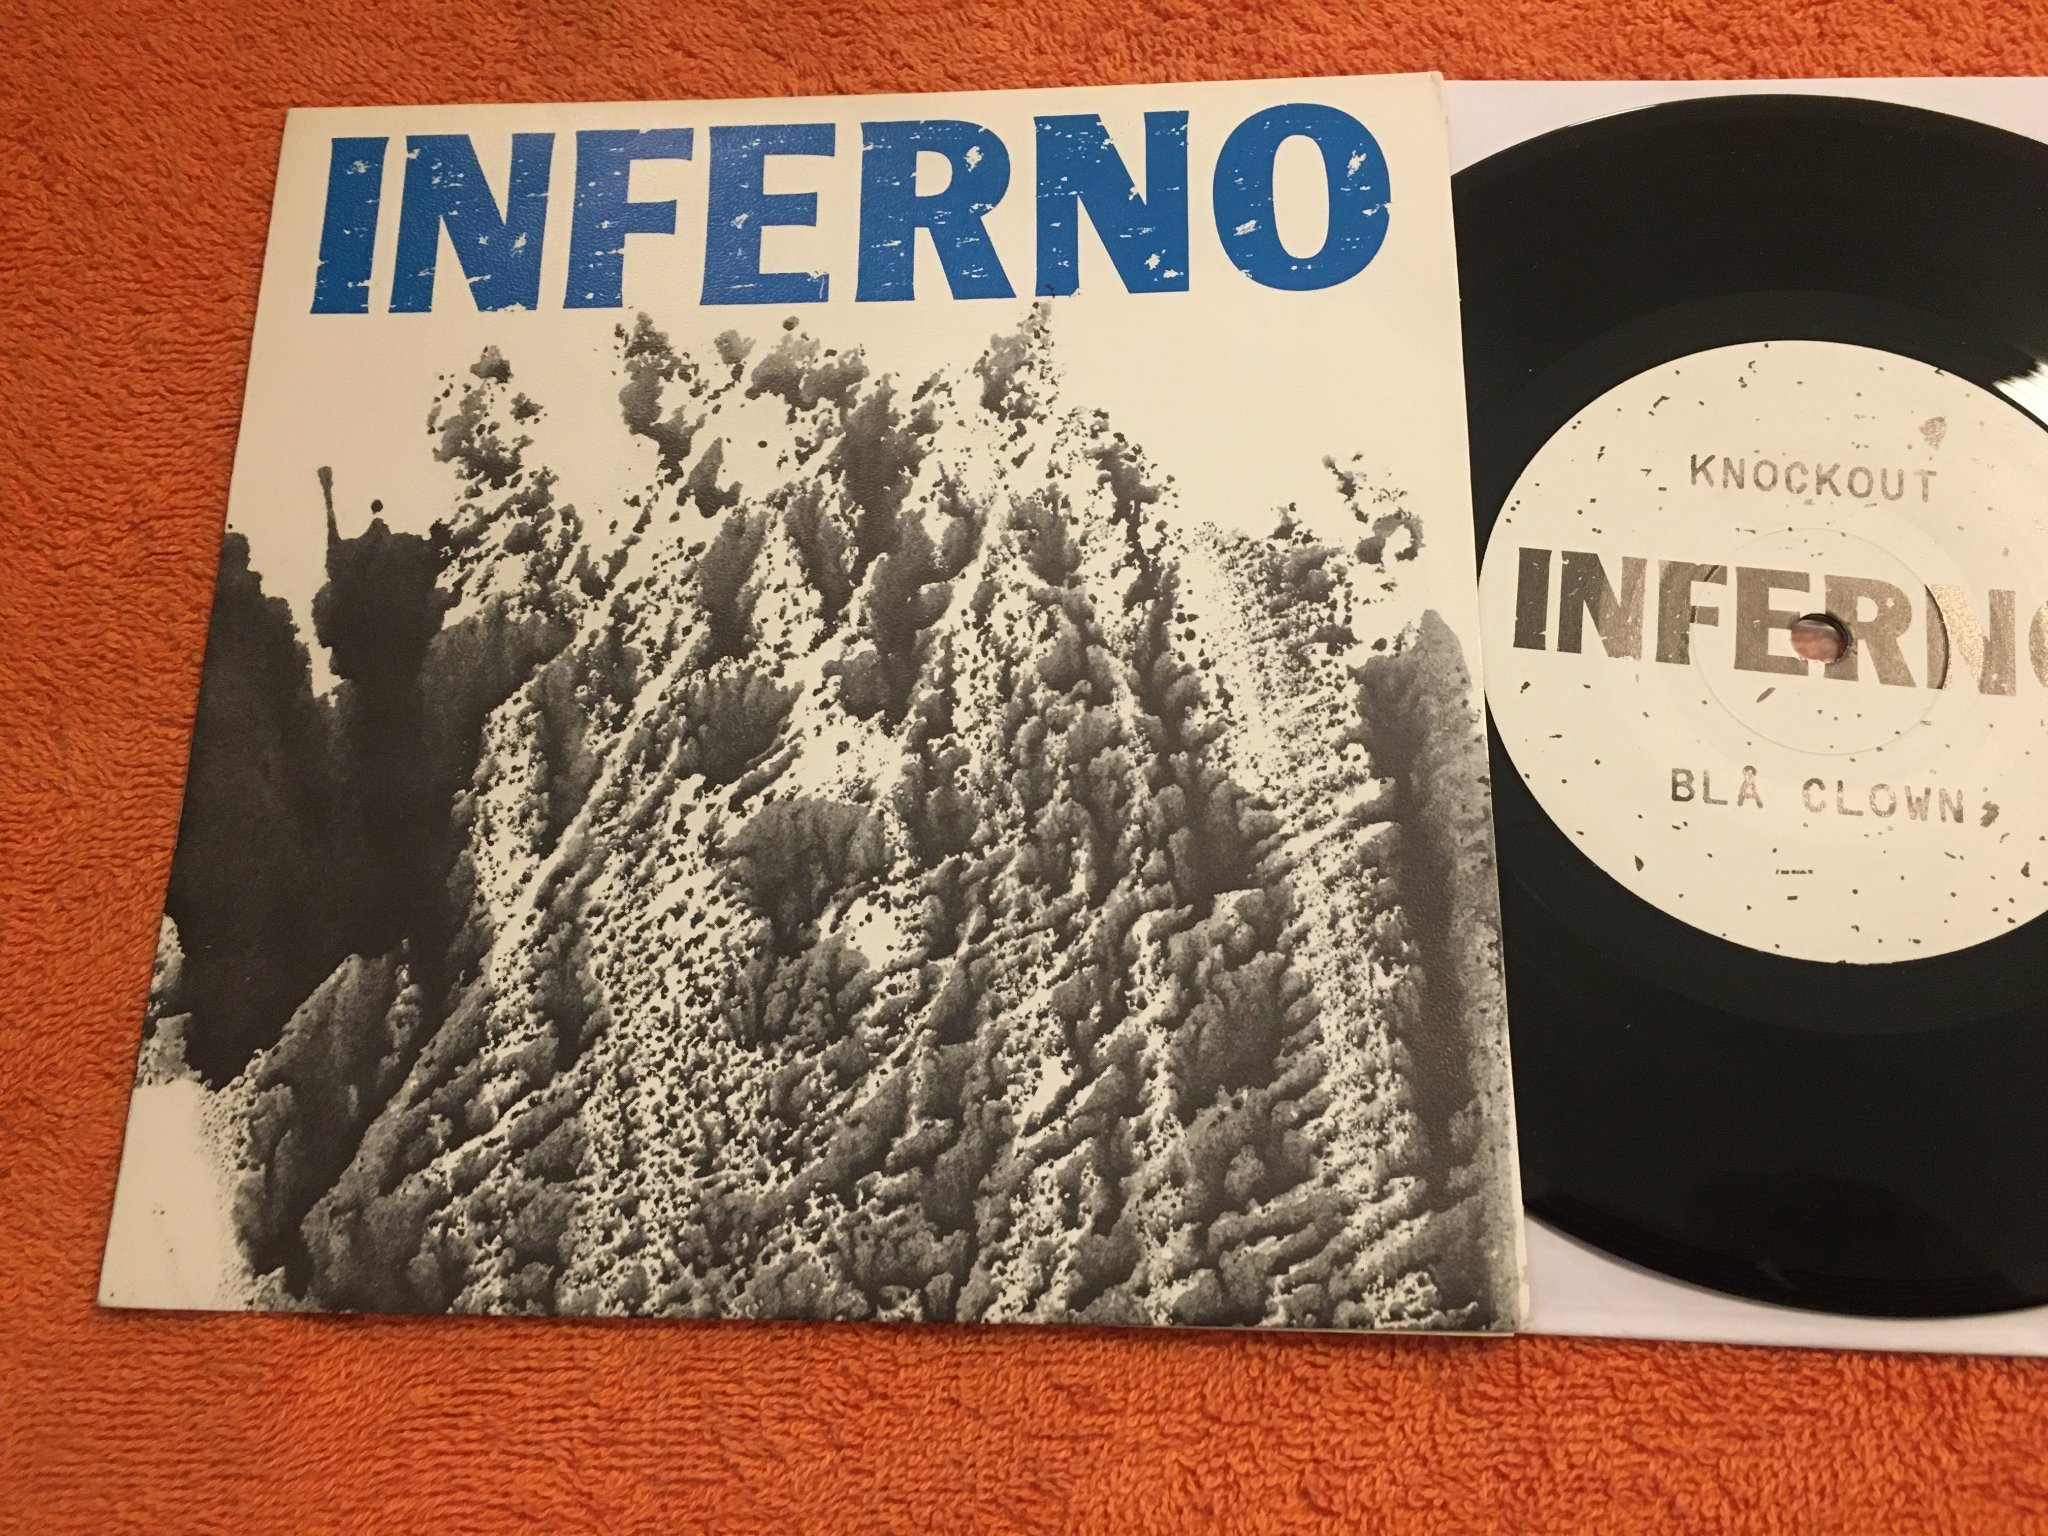 INFERNO
KNOCKOUT
INFERNO
BLÅ CLOWN